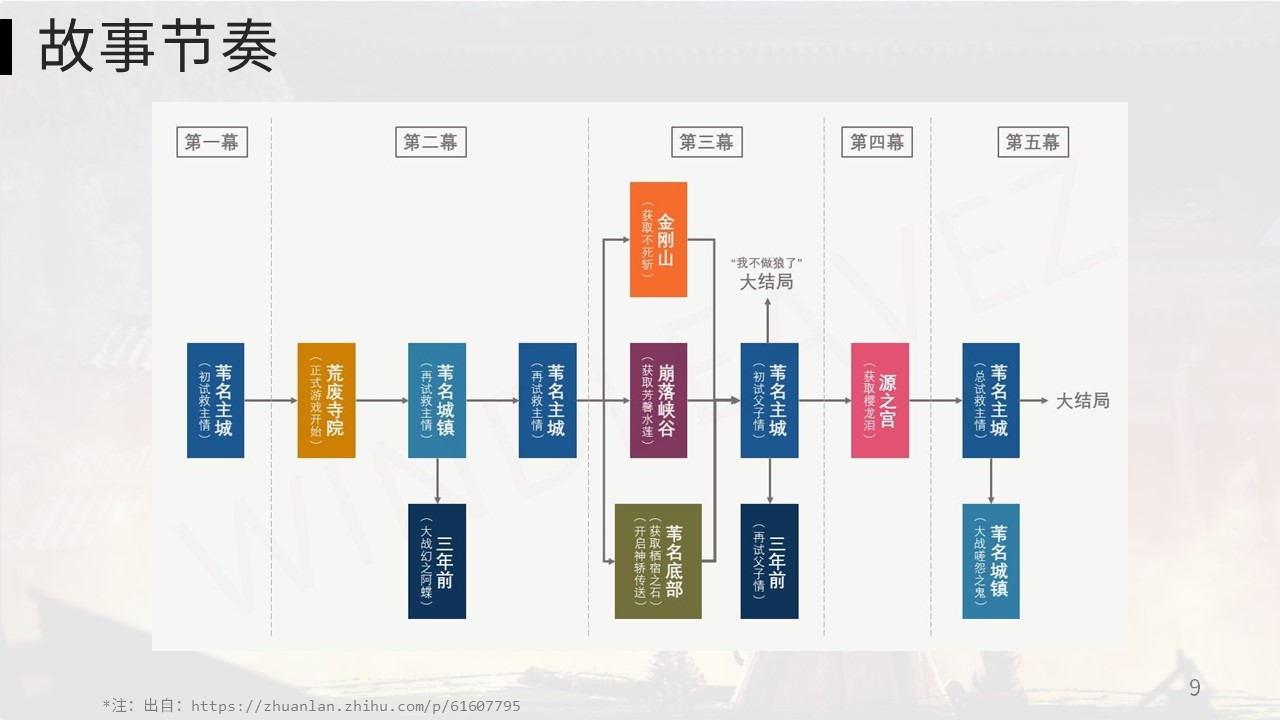 故事节奏
第一幕
第二幕
第三幕
第四幕
第五幕
金刚山
（获取不死斩）
“我不做狼了”
大结局
苇名主城
（初试救主情）
荒废寺院
（正式游戏开始）
苇名城镇
（再试救主情）
苇名主城
（再试救主情）
崩落峡谷
（获取芳馨水莲）
苇名主城
（初试父子情）
源之宫
（获取樱龙泪）
苇名主城
（总试救主情）
大结局
三年前
（大战幻之阿蝶）
苇名底部
（获取栖宿之石）
（开启神轿传送）
三年前
（再试父子情）
苇名城镇
（大战嗟怨之鬼）
WINDLEAVEZ
*注：出自：https://zhuanlan.zhihu.com/p/61607795
9